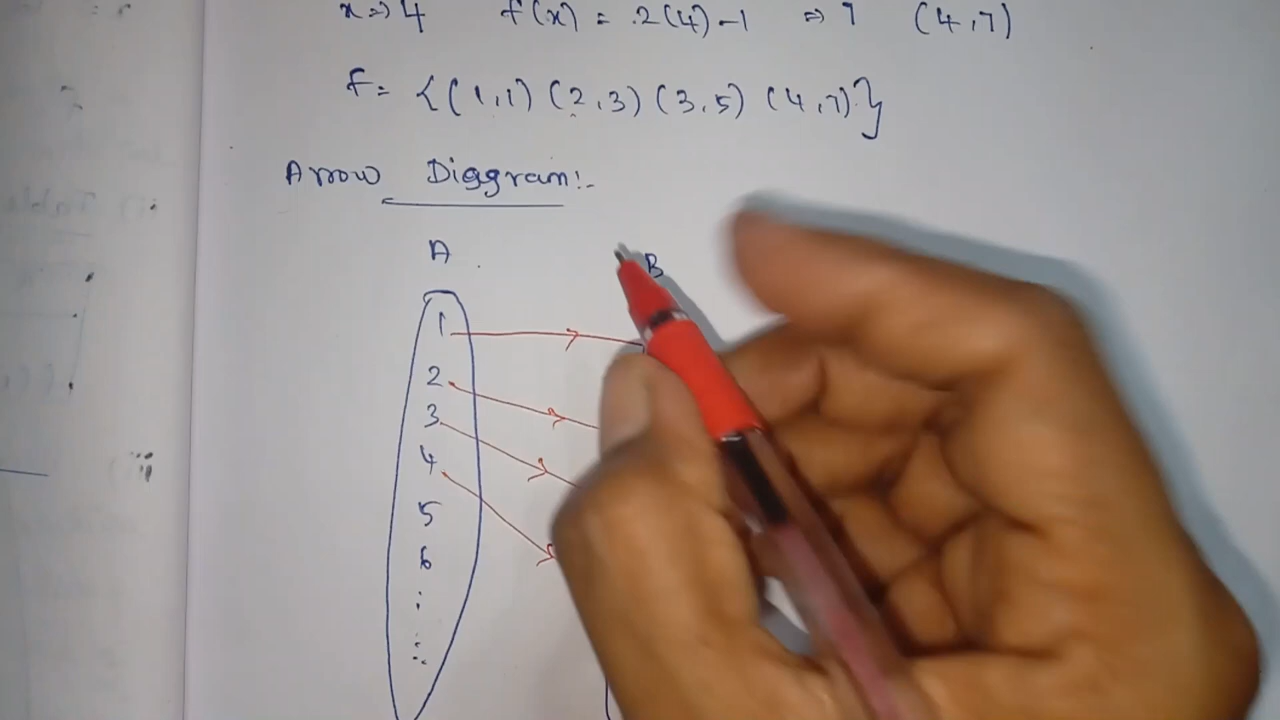 x => 4 f(x) = 2(4)-1 => 7 (4,7)
f = {(1,1) (2,3) (3,5) (4,7)}
Arrow Diggram:-
A B
1
2
3
4
5
6
:
:
ii